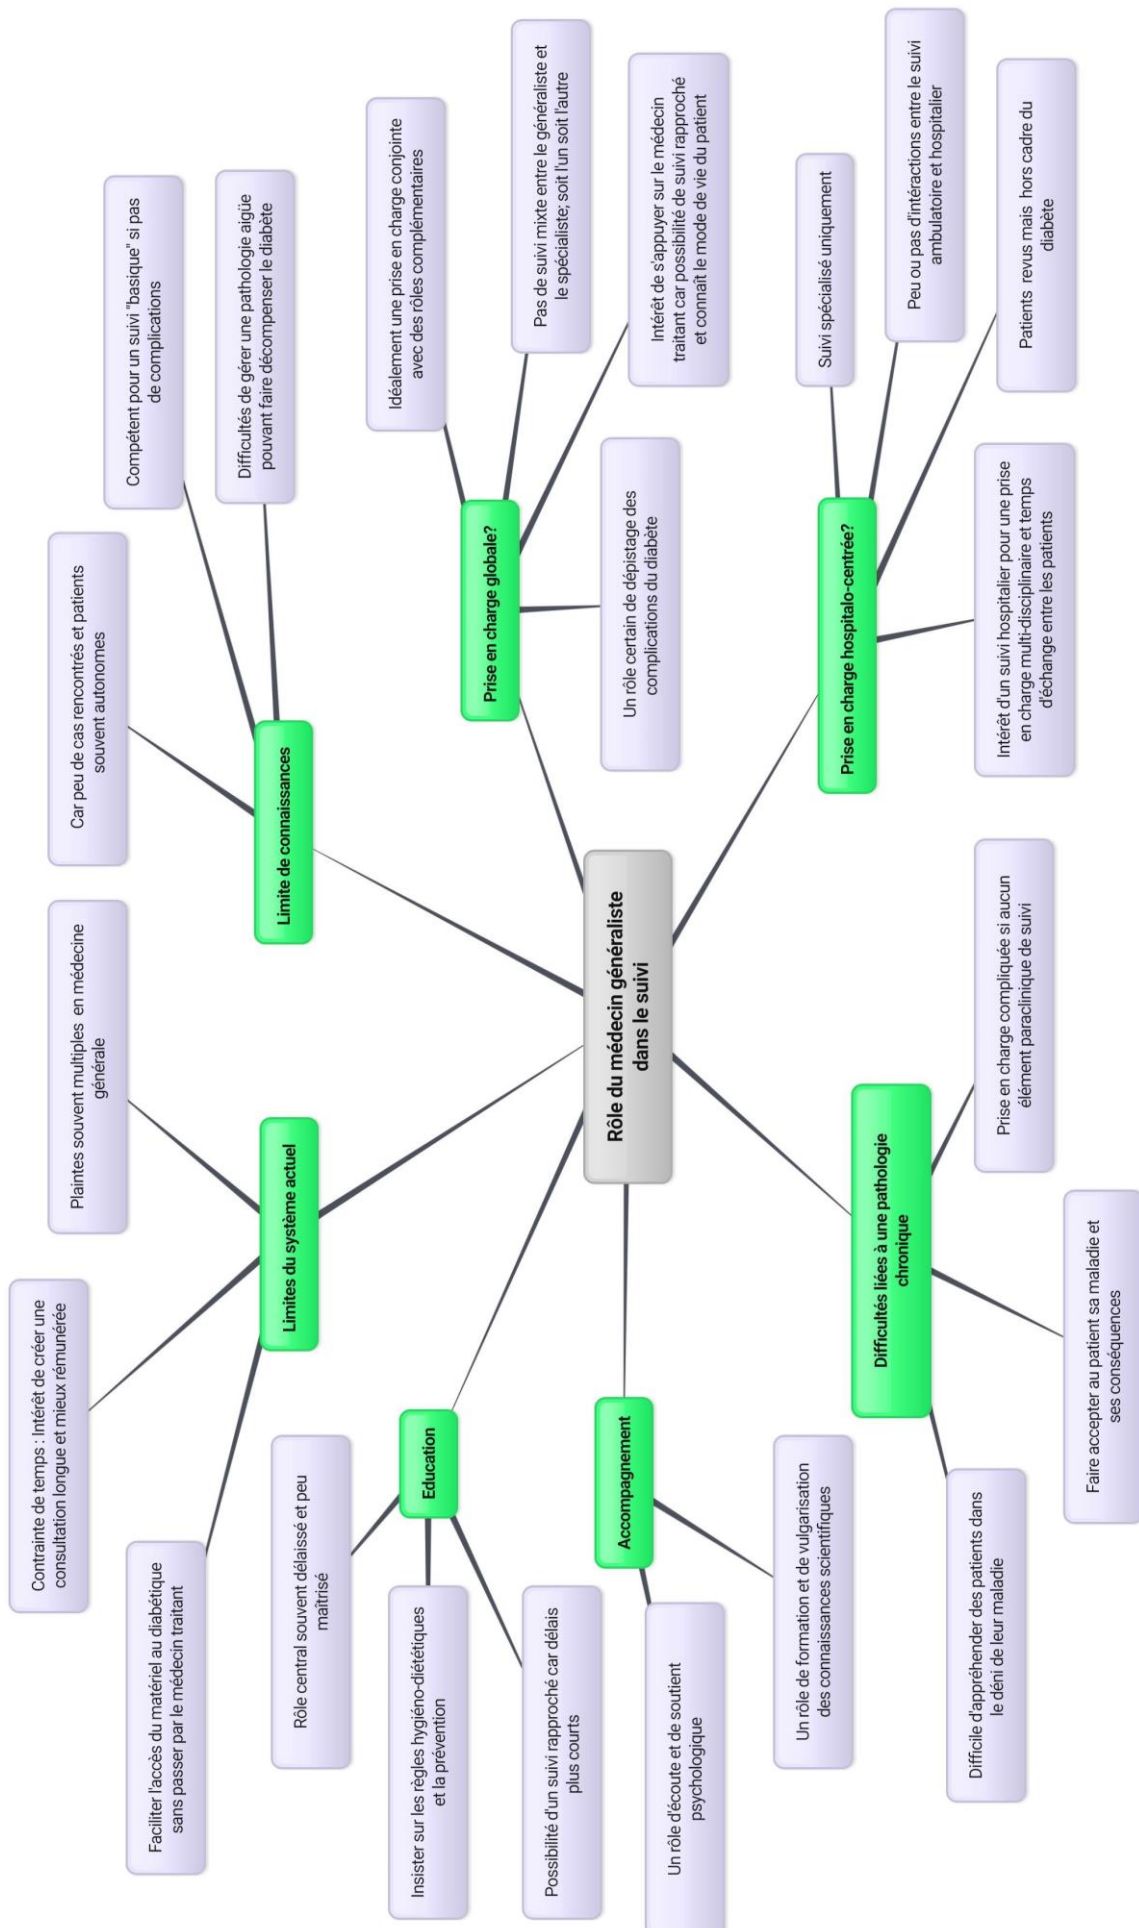 Rôle du médecin généraliste
dans le suivi
Limites du système actuel
Faciliter l'accès du matériel au diabétique
sans passer par le médecin traitant
Contrainte de temps : Intérêt de créer une
consultation longue et mieux rémunérée
Plaintes souvent multiples en médecine
générale
Limite de connaissances
Car peu de cas rencontrés et patients
souvent autonomes
Compétent pour un suivi "basique" si pas
de complications
Difficultés de gérer une pathologie aigüe
pouvant faire décompenser le diabète
Prise en charge globale?
Idéalement une prise en charge conjointe
avec des rôles complémentaires
Pas de suivi mixte entre le généraliste et
le spécialiste; soit l'un soit l'autre
Intérêt de s'appuyer sur le médecin
traitant car possibilité de suivi rapproché
et connaît le mode de vie du patient
Un rôle certain de dépistage des
complications du diabète
Prise en charge hospitalo-centrée?
Suivi spécialisé uniquement
Peu ou pas d'intéractions entre le suivi
ambulatoire et hospitalier
Patients revus mais hors cadre du
diabète
Intérêt d'un suivi hospitalier pour une prise
en charge multi-disciplinaire et temps
d'échange entre les patients
Difficultés liées à une pathologie
chronique
Prise en charge compliquée si aucun
élément paraclinique de suivi
Faire accepter au patient sa maladie et
ses conséquences
Difficile d'appréhender des patients dans
le déni de leur maladie
Accompagnement
Un rôle de formation et de vulgarisation
des connaissances scientifiques
Un rôle d'écoute et de soutient
psychologique
Education
Rôle central souvent délaissé et peu
maîtrisé
Insister sur les règles hygiéno-diététiques
et la prévention
Possibilité d'un suivi rapproché car délais
plus courts